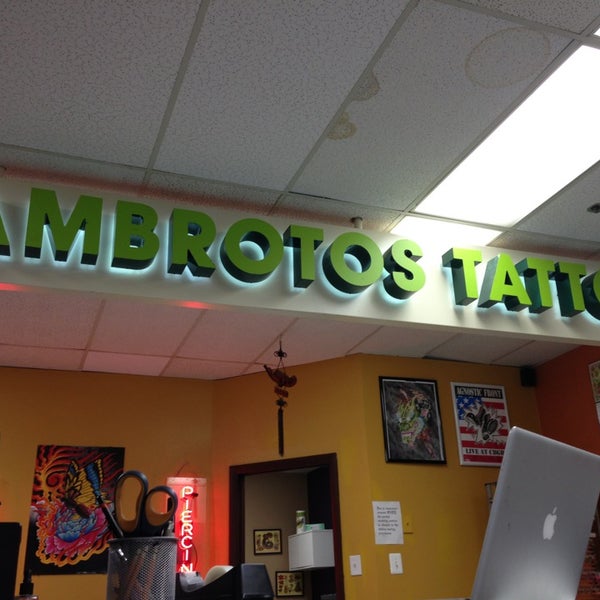 AMBROTOS TATTO
AGNOSTIC FRONT
LIVE AT CBGB
PIERCIN